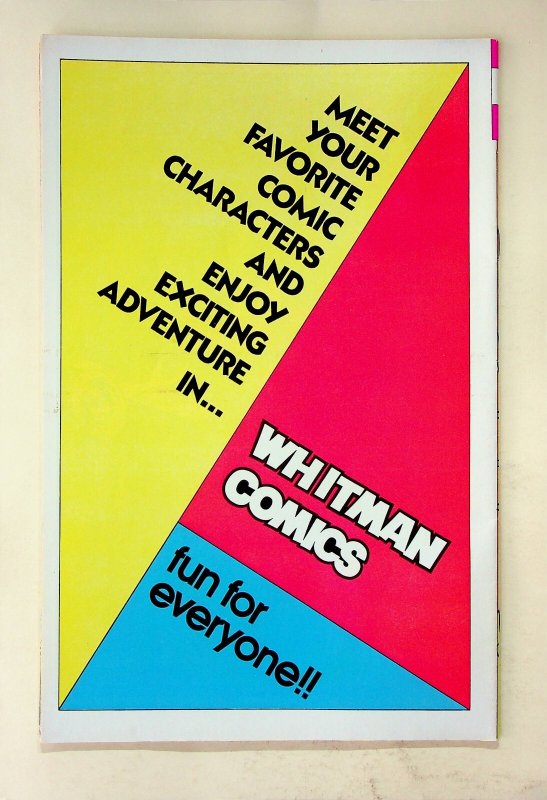 MEET
YOUR
FAVORITE
COMIC
CHARACTERS
AND
ENJOY
EXCITING
ADVENTURE
IN...
WHITMAN
COMICS
fun for
everyone!!